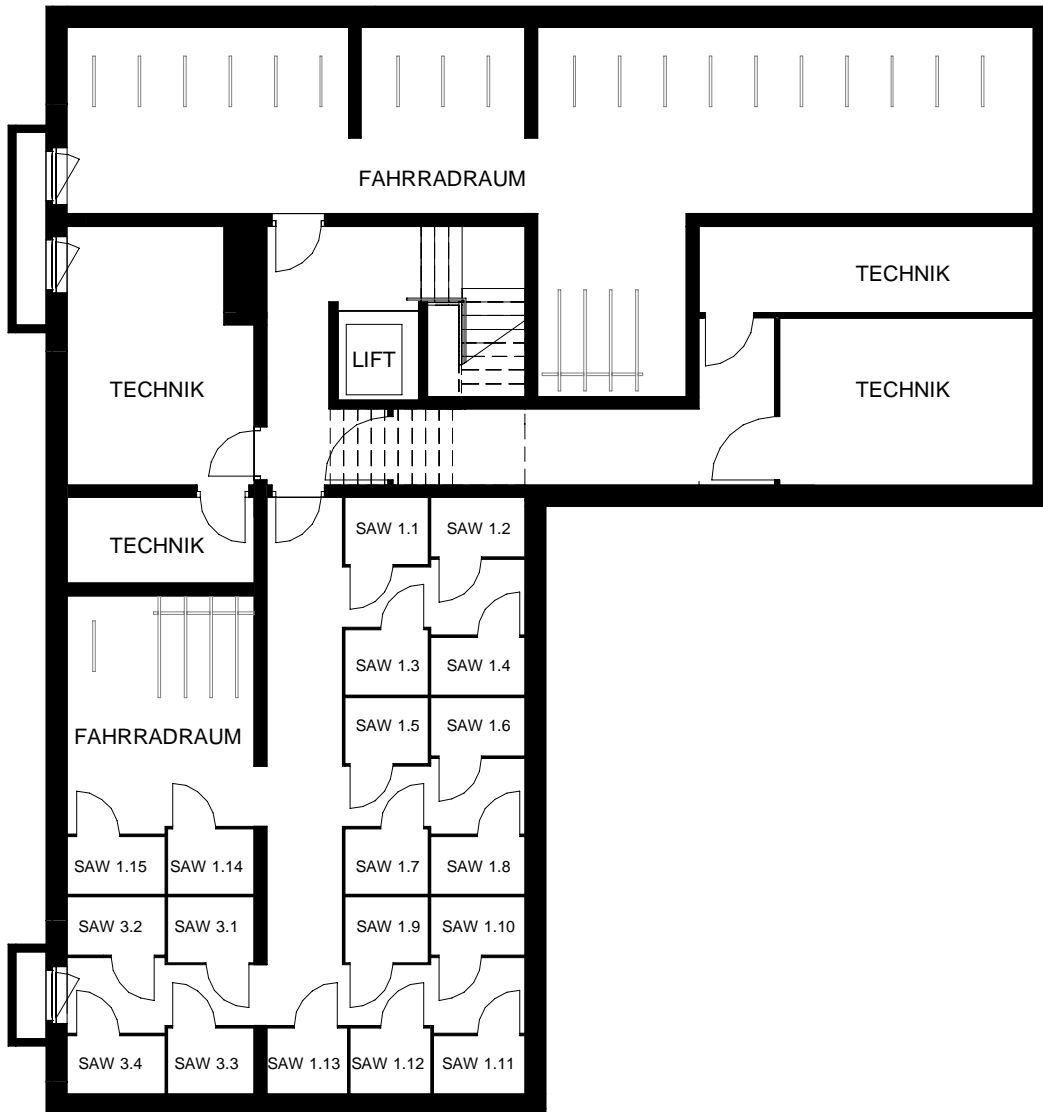 FAHRRADRAUM
TECHNIK
LIFT
TECHNIK
TECHNIK
TECHNIK
SAW 1.1
SAW 1.2
SAW 1.3
SAW 1.4
SAW 1.5
SAW 1.6
FAHRRADRAUM
SAW 1.15
SAW 1.14
SAW 1.7
SAW 1.8
SAW 3.2
SAW 3.1
SAW 1.9
SAW 1.10
SAW 3.4
SAW 3.3
SAW 1.13
SAW 1.12
SAW 1.11